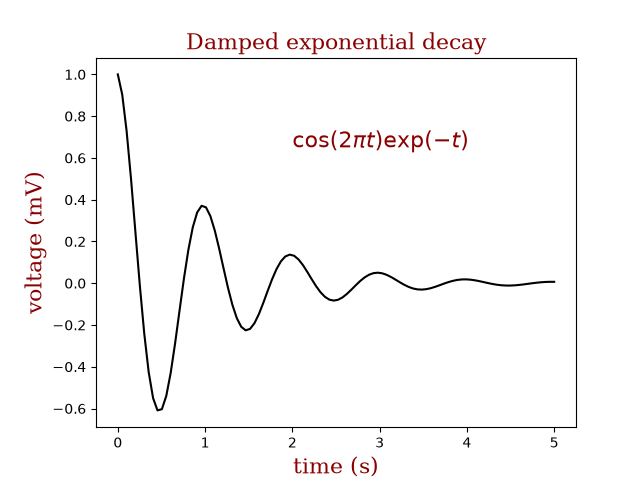 Damped exponential decay
cos(2πt)exp(−t)
voltage (mV)
1.0
0.8
0.6
0.4
0.2
0.0
−0.2
−0.4
−0.6
0 1 2 3 4 5
time (s)